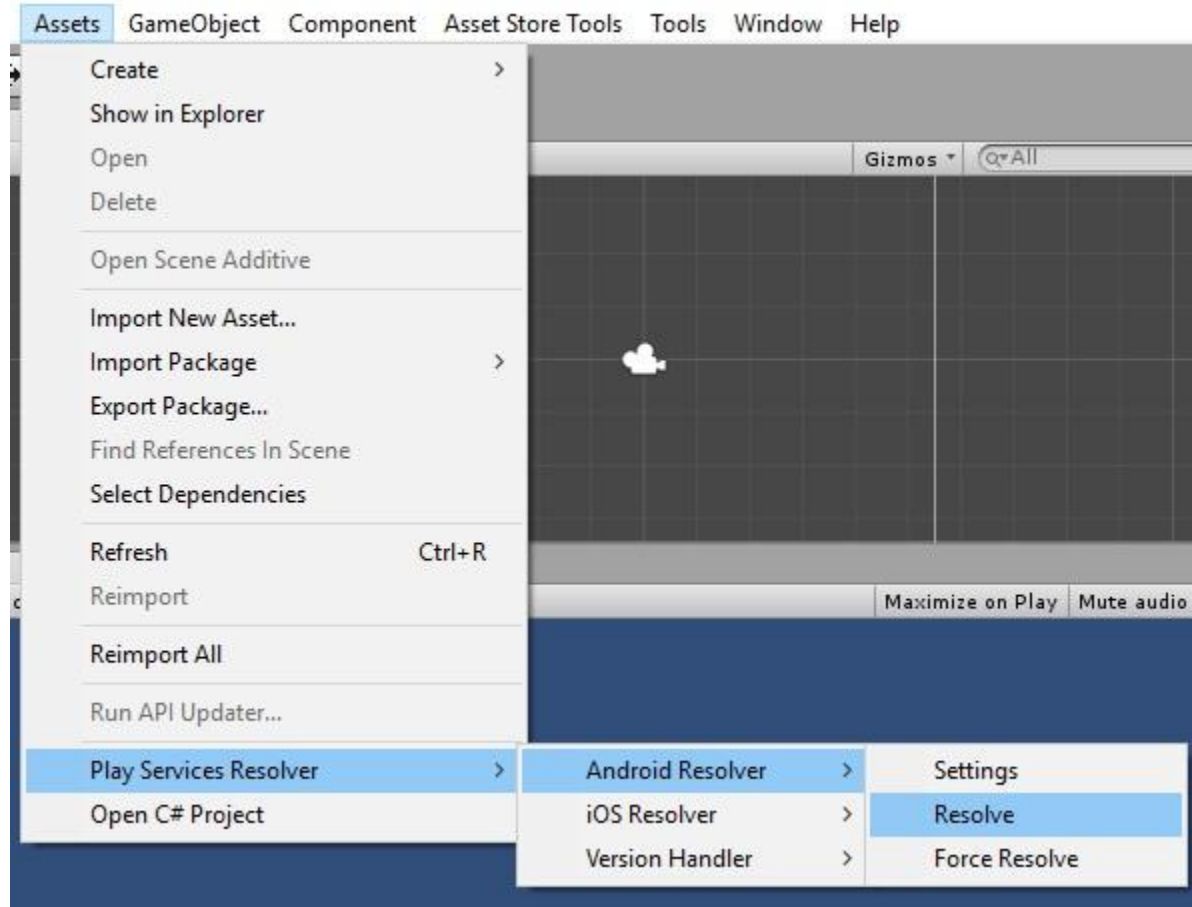 Assets GameObject Component Asset Store Tools Tools Window Help
Create
Show in Explorer
Open
Delete
Open Scene Additive
Import New Asset...
Import Package
Export Package...
Find References In Scene
Select Dependencies
Refresh Ctrl+R
Reimport
Reimport All
Run API Updater...
Play Services Resolver
Open C# Project
Android Resolver
iOS Resolver
Version Handler
Settings
Resolve
Force Resolve
Gizmos All
Maximize on Play Mute audio